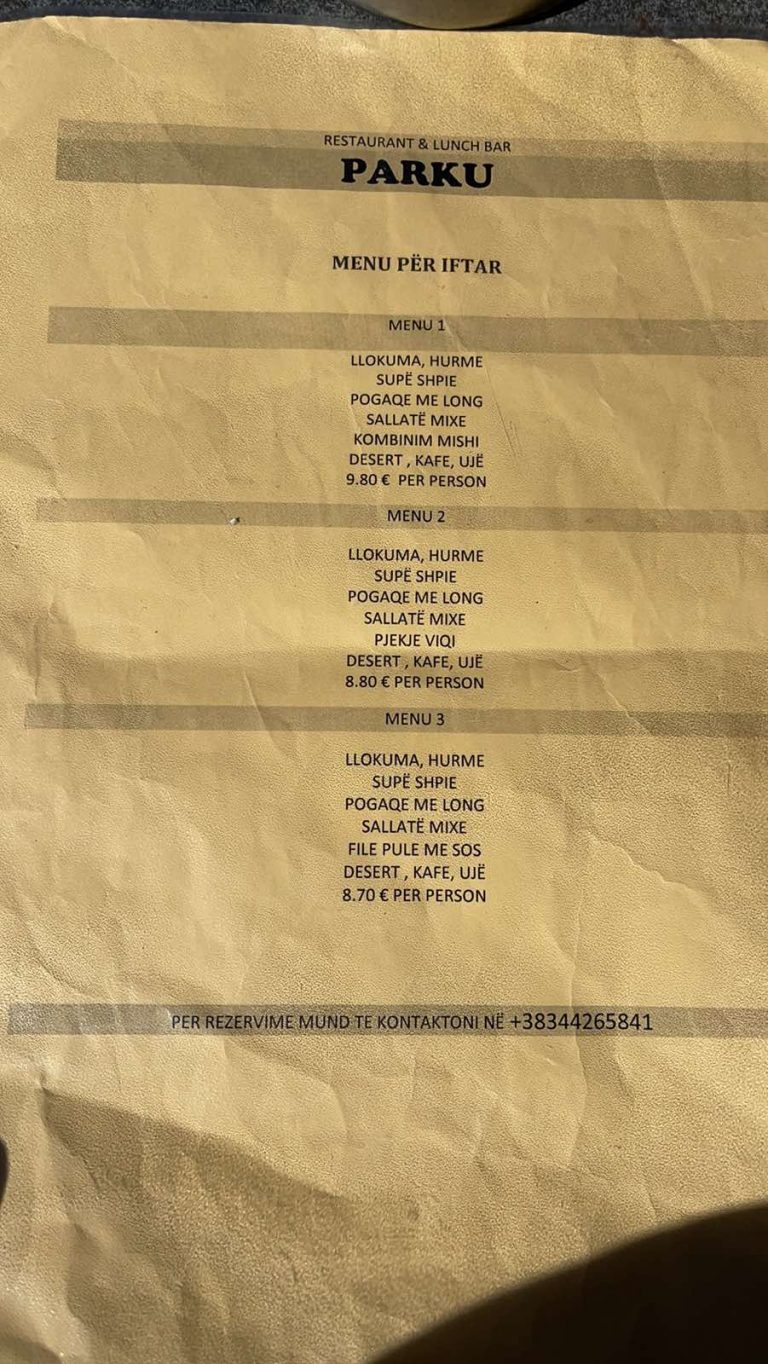 RESTAURANT & LUNCH BAR
PARKU
MENU PËR IFTAR
MENU 1
LLOKUMA, HURME
SUPË SHPIE
POGAQE ME LONG
SALLATË MIXE
KOMBINIM MISHI
DESERT , KAFE, UJË
9.80 € PER PERSON
MENU 2
LLOKUMA, HURME
SUPË SHPIE
POGAQE ME LONG
SALLATË MIXE
PJEKJE VIQI
DESERT , KAFE, UJË
8.80 € PER PERSON
MENU 3
LLOKUMA, HURME
SUPË SHPIE
POGAQE ME LONG
SALLATË MIXE
FILE PULE ME SOS
DESERT , KAFE, UJË
8.70 € PER PERSON
PER REZERVIME MUND TE KONTAKTONI NË +38344265841